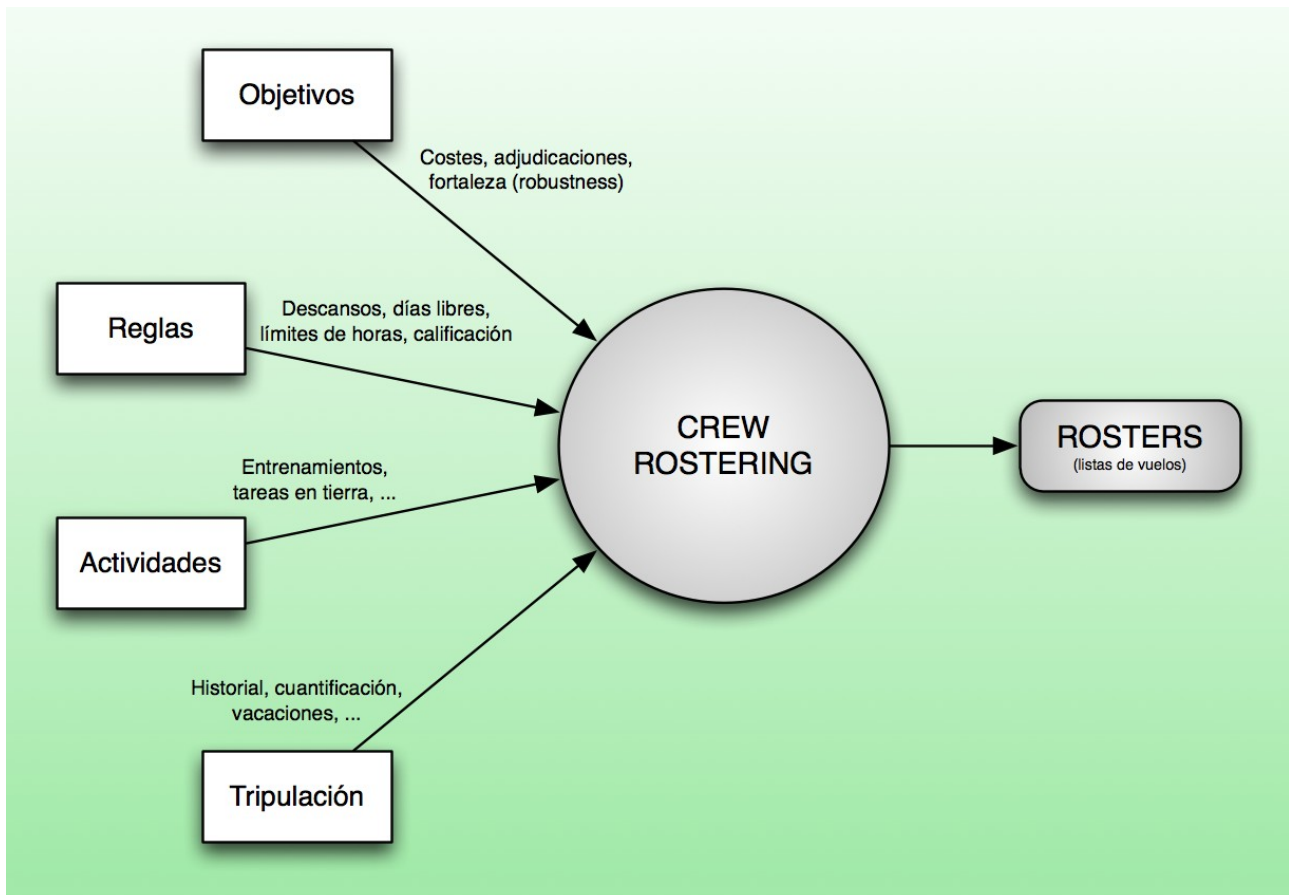 Objetivos
Costes, adjudicaciones,
fortaleza (robustness)
Reglas
Descansos, días libres,
límites de horas, calificación
CREW
ROSTERING
ROSTERS
(listas de vuelos)
Entrenamientos,
tareas en tierra, ...
Actividades
Historial, cuantificación,
vacaciones, ...
Tripulación